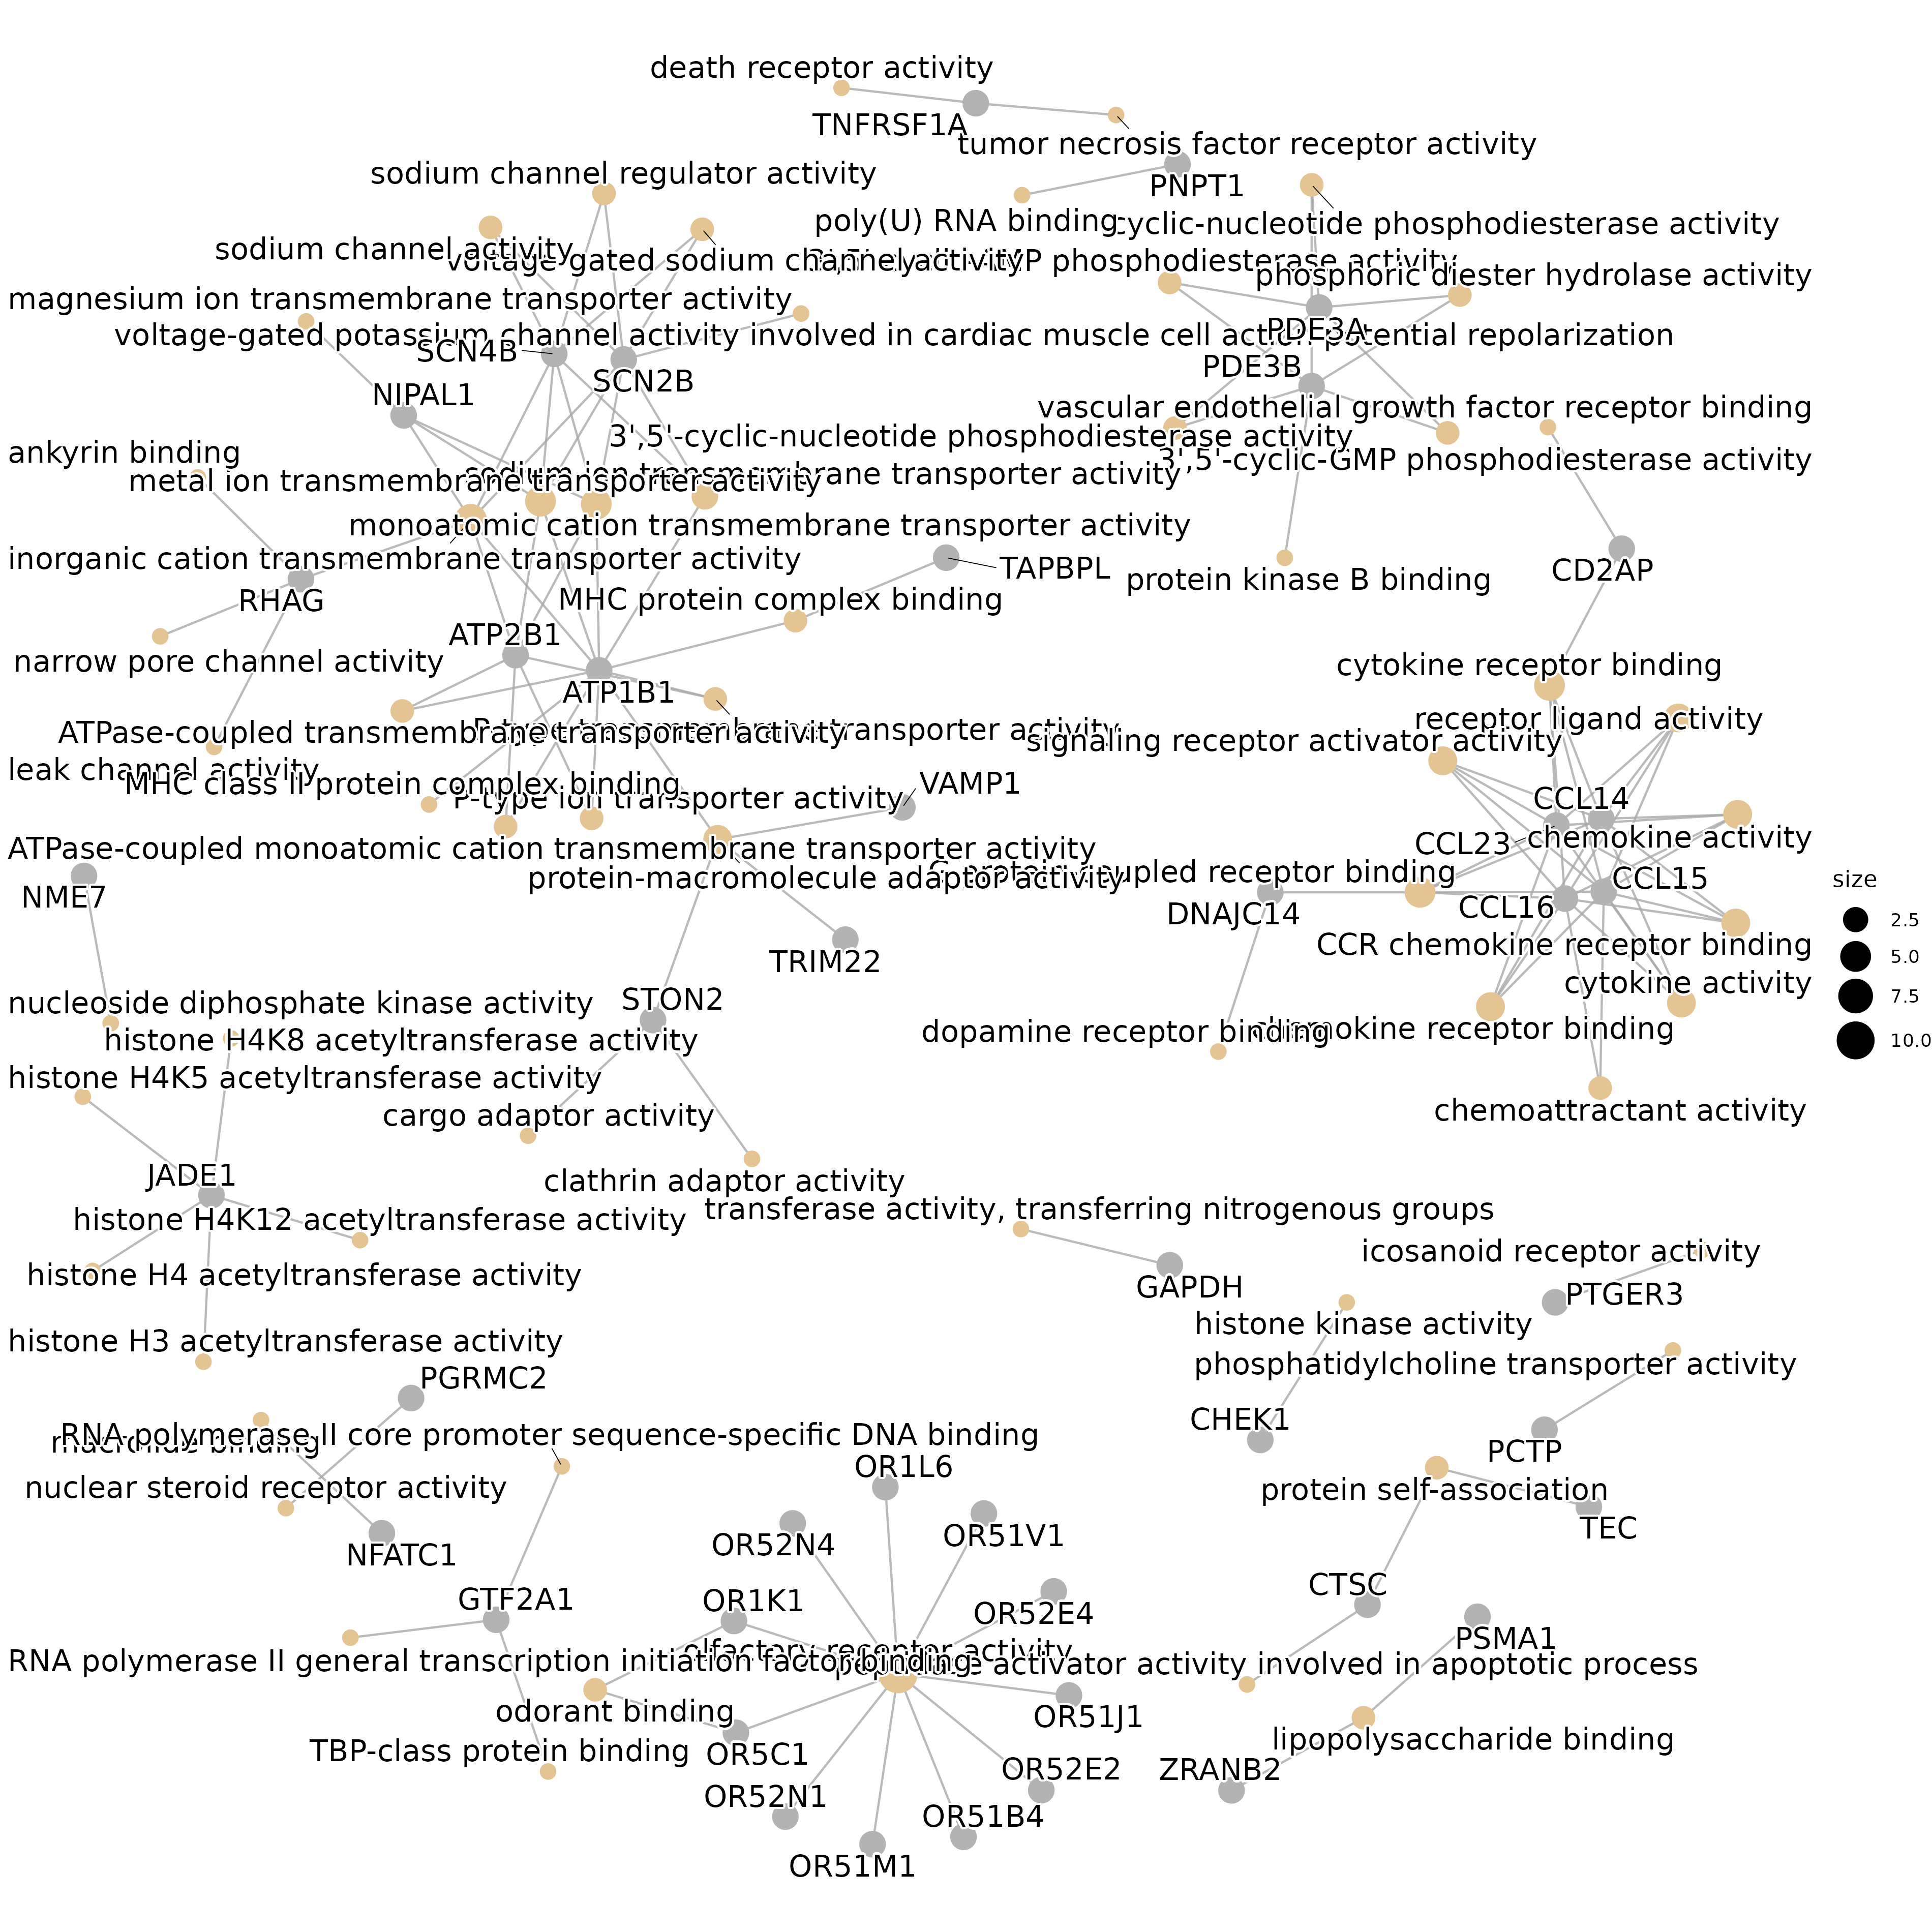 death receptor activity
TNFRSF1A
tumor necrosis factor receptor activity
sodium channel regulator activity
PNPT1
poly(U) RNA binding
cyclic-nucleotide phosphodiesterase activity
sodium channel activity
voltage-gated sodium channel activity
phosphodiesterase activity
phosphoric diester hydrolase activity
magnesium ion transmembrane transporter activity
voltage-gated potassium channel activity involved in cardiac muscle cell action potential repolarization
PDE3A
SCN4B
SCN2B
PDE3B
NIPAL1
vascular endothelial growth factor receptor binding
3',5'-cyclic-nucleotide phosphodiesterase activity
ankyrin binding
3',5'-cyclic-GMP phosphodiesterase activity
sodium ion transmembrane transporter activity
metal ion transmembrane transporter activity
monoatomic cation transmembrane transporter activity
inorganic cation transmembrane transporter activity
TAPBPL
CD2AP
protein kinase B binding
RHAG
MHC protein complex binding
ATP2B1
narrow pore channel activity
cytokine receptor binding
ATP1B1
receptor ligand activity
ATPase-coupled transmembrane transporter activity
P-type transmembrane transporter activity
signaling receptor activator activity
leak channel activity
MHC class II protein complex binding
VAMP1
P-type ion transporter activity
CCL14
CCL23
chemokine activity
ATPase-coupled monoatomic cation transmembrane transporter activity
G protein-coupled receptor binding
protein-macromolecule adaptor activity
CCL15
size
NME7
CCL16
DNAJC14
2.5
CCR chemokine receptor binding
5.0
TRIM22
cytokine activity
7.5
nucleoside diphosphate kinase activity
STON2
dopamine receptor binding
chemokine receptor binding
10.0
histone H4K8 acetyltransferase activity
histone H4K5 acetyltransferase activity
cargo adaptor activity
chemoattractant activity
JADE1
clathrin adaptor activity
transferase activity, transferring nitrogenous groups
histone H4K12 acetyltransferase activity
icosanoid receptor activity
histone H4 acetyltransferase activity
GAPDH
PTGER3
histone kinase activity
histone H3 acetyltransferase activity
phosphatidylcholine transporter activity
PGRMC2
CHEK1
RNA polymerase II core promoter sequence-specific DNA binding
macrolide binding
PCTP
OR1L6
nuclear steroid receptor activity
protein self-association
TEC
OR51V1
OR52N4
NFATC1
CTSC
GTF2A1
OR1K1
OR52E4
PSMA1
olfactory receptor activity
RNA polymerase II general transcription initiation factor binding
activator activity involved in apoptotic process
odorant binding
OR51J1
lipopolysaccharide binding
TBP-class protein binding
OR5C1
OR52E2
ZRANB2
OR52N1
OR51B4
OR51M1